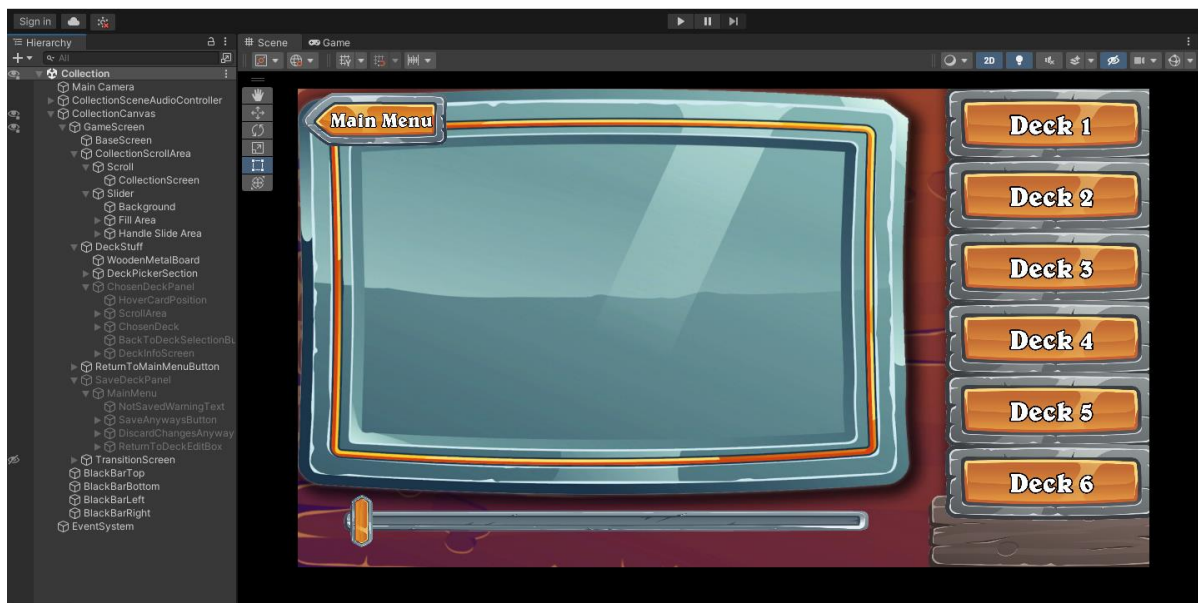 Sign in
Hierarchy
All
Collection
Main Camera
CollectionSceneAudioController
CollectionCanvas
GameScreen
BaseScreen
CollectionScrollArea
Scroll
CollectionScreen
Slider
Background
Fill Area
Handle Slide Area
DeckStuff
WoodenMetalBoard
DeckPickerSection
ChosenDeckPanel
HoverCardPosition
ScrollArea
ChosenDeck
BackToDeckSelectionBu
DeckInfoScreen
ReturnToMainMenuButton
SaveDeckPanel
MainMenu
NotSavedWarningText
SaveAnywaysButton
DiscardChangesAnyway
ReturnToDeckEditBox
TransitionScreen
BlackBarTop
BlackBarBottom
BlackBarLeft
BlackBarRight
EventSystem
Scene Game
2D
Main Menu
Deck 1
Deck 2
Deck 3
Deck 4
Deck 5
Deck 6